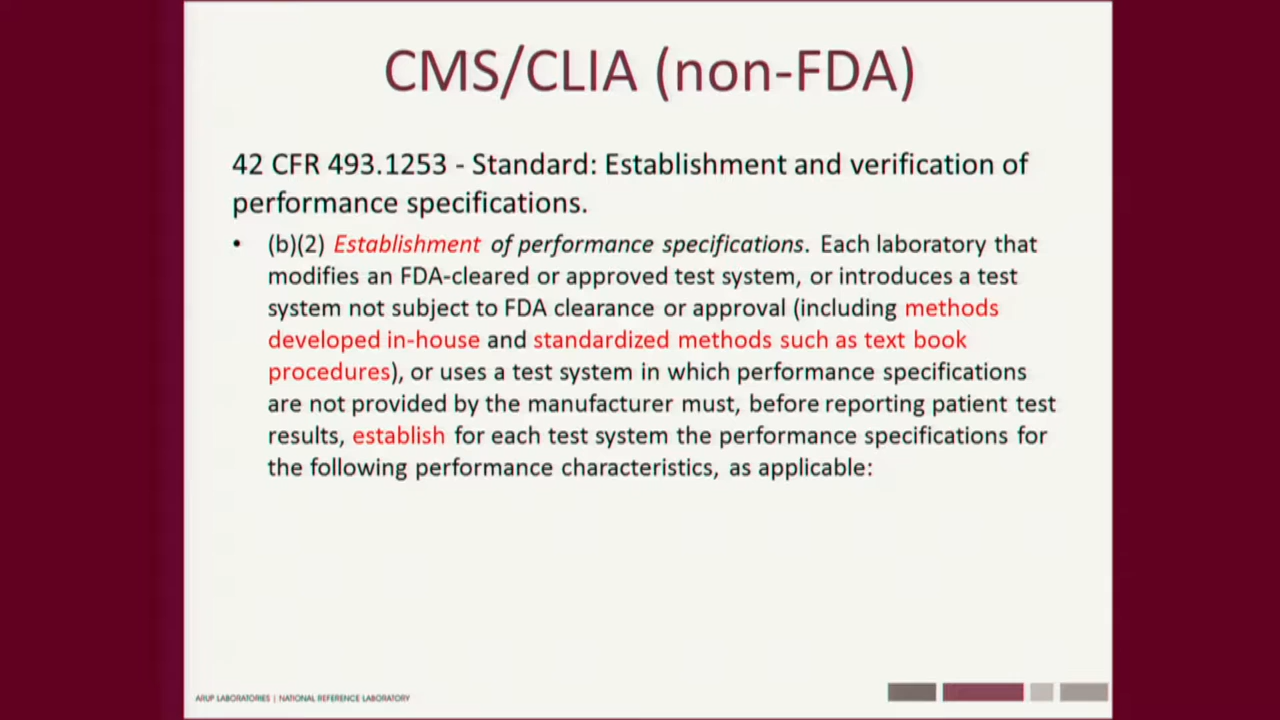 CMS/CLIA (non-FDA)
42 CFR 493.1253 - Standard: Establishment and verification of
performance specifications.
• (b)(2) Establishment of performance specifications. Each laboratory that
modifies an FDA-cleared or approved test system, or introduces a test
system not subject to FDA clearance or approval (including methods
developed in-house and standardized methods such as text book
procedures), or uses a test system in which performance specifications
are not provided by the manufacturer must, before reporting patient test
results, establish for each test system the performance specifications for
the following performance characteristics, as applicable:
ARUP LABORATORIES | NATIONAL REFERENCE LABORATORY